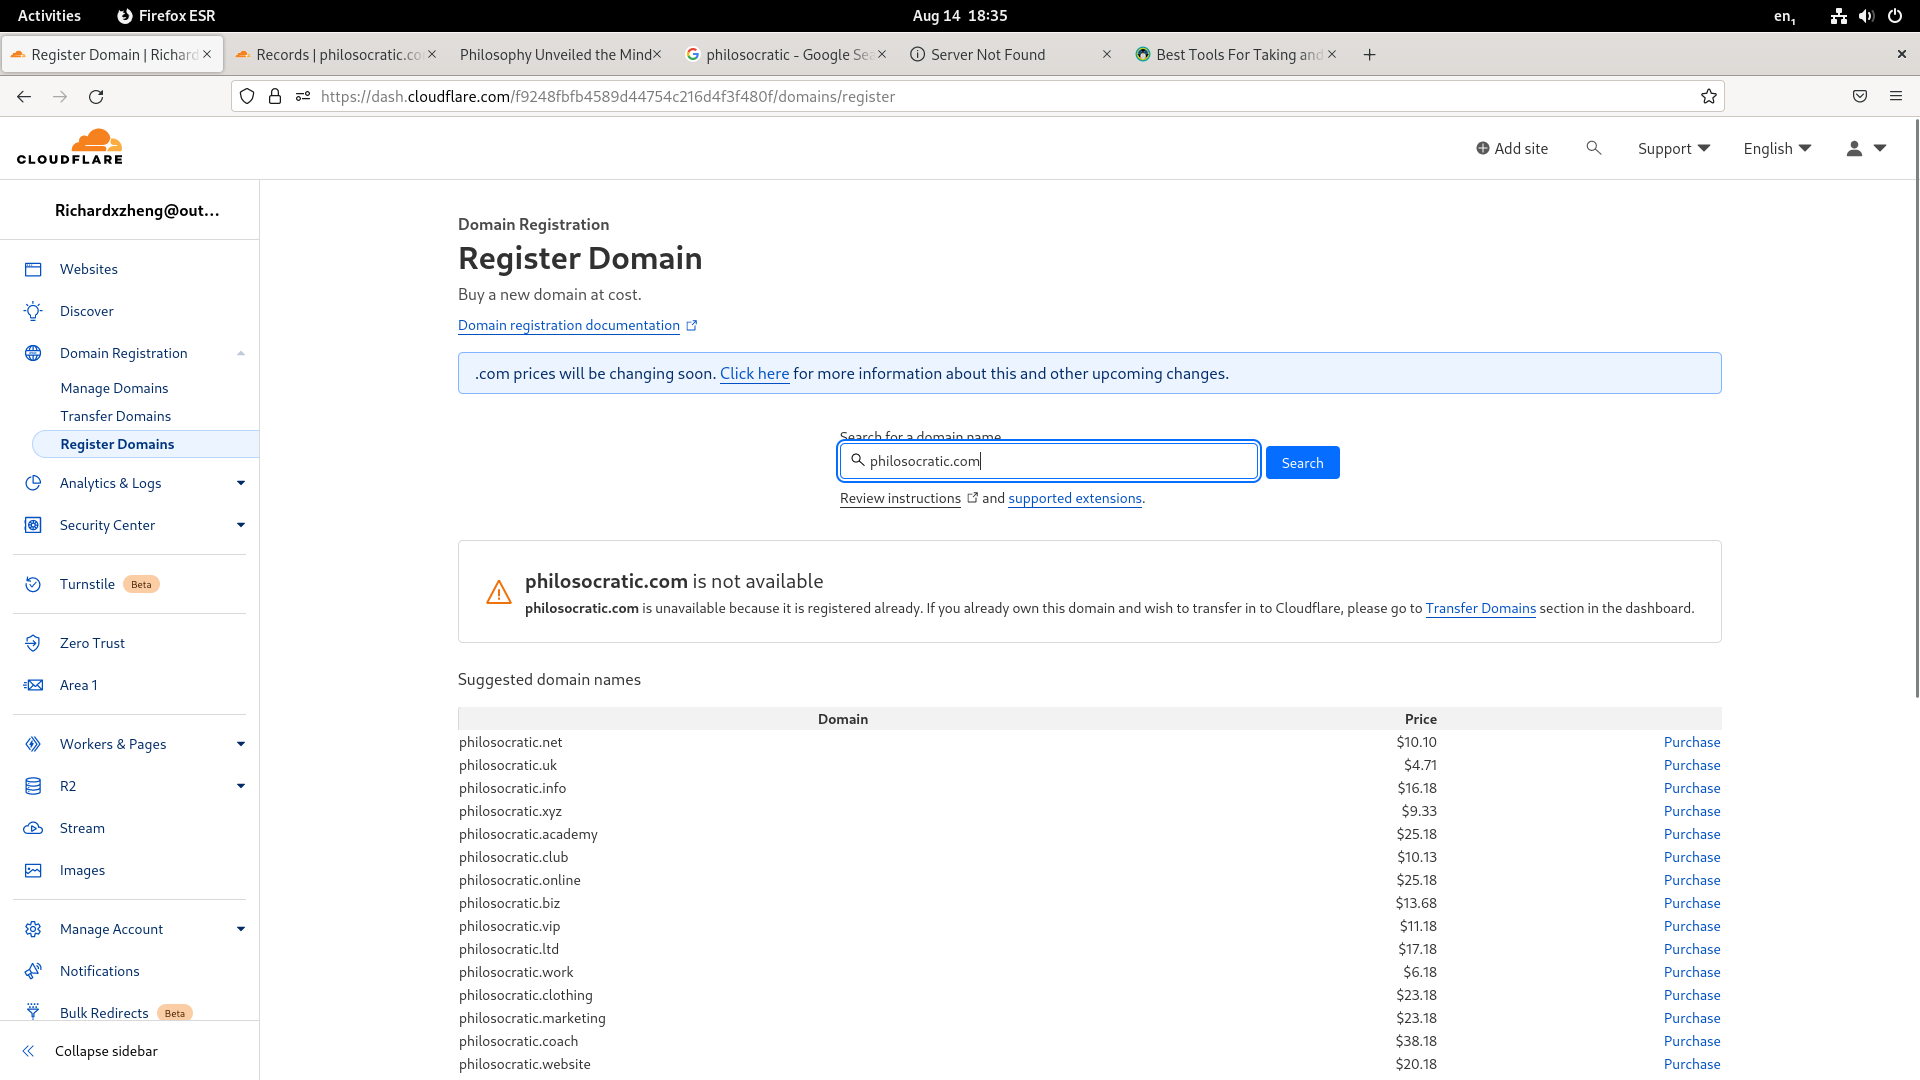 Activities
Firefox ESR
Aug 14 18:35
en1
Register Domain | Richard
Records | philosocratic.co
Philosophy Unveiled the Mind
philosocratic - Google Sea
Server Not Found
Best Tools For Taking and
https://dash.cloudflare.com/f9248fbfb4589d44754c216d4f3f480f/domains/register
CLOUDFLARE
Add site
Support
English
Richardxzheng@out...
Websites
Discover
Domain Registration
Manage Domains
Transfer Domains
Register Domains
Analytics & Logs
Security Center
Turnstile Beta
Zero Trust
Area 1
Workers & Pages
R2
Stream
Images
Manage Account
Notifications
Bulk Redirects Beta
Collapse sidebar
Domain Registration
Register Domain
Buy a new domain at cost.
Domain registration documentation
.com prices will be changing soon. Click here for more information about this and other upcoming changes.
Search for a domain name
philosocratic.com
Search
Review instructions and supported extensions.
philosocratic.com is not available
philosocratic.com is unavailable because it is registered already. If you already own this domain and wish to transfer in to Cloudflare, please go to Transfer Domains section in the dashboard.
Suggested domain names
Domain Price
philosocratic.net $10.10 Purchase
philosocratic.uk $4.71 Purchase
philosocratic.info $16.18 Purchase
philosocratic.xyz $9.33 Purchase
philosocratic.academy $25.18 Purchase
philosocratic.club $10.13 Purchase
philosocratic.online $25.18 Purchase
philosocratic.biz $13.68 Purchase
philosocratic.vip $11.18 Purchase
philosocratic.ltd $17.18 Purchase
philosocratic.work $6.18 Purchase
philosocratic.clothing $23.18 Purchase
philosocratic.marketing $23.18 Purchase
philosocratic.coach $38.18 Purchase
philosocratic.website $20.18 Purchase